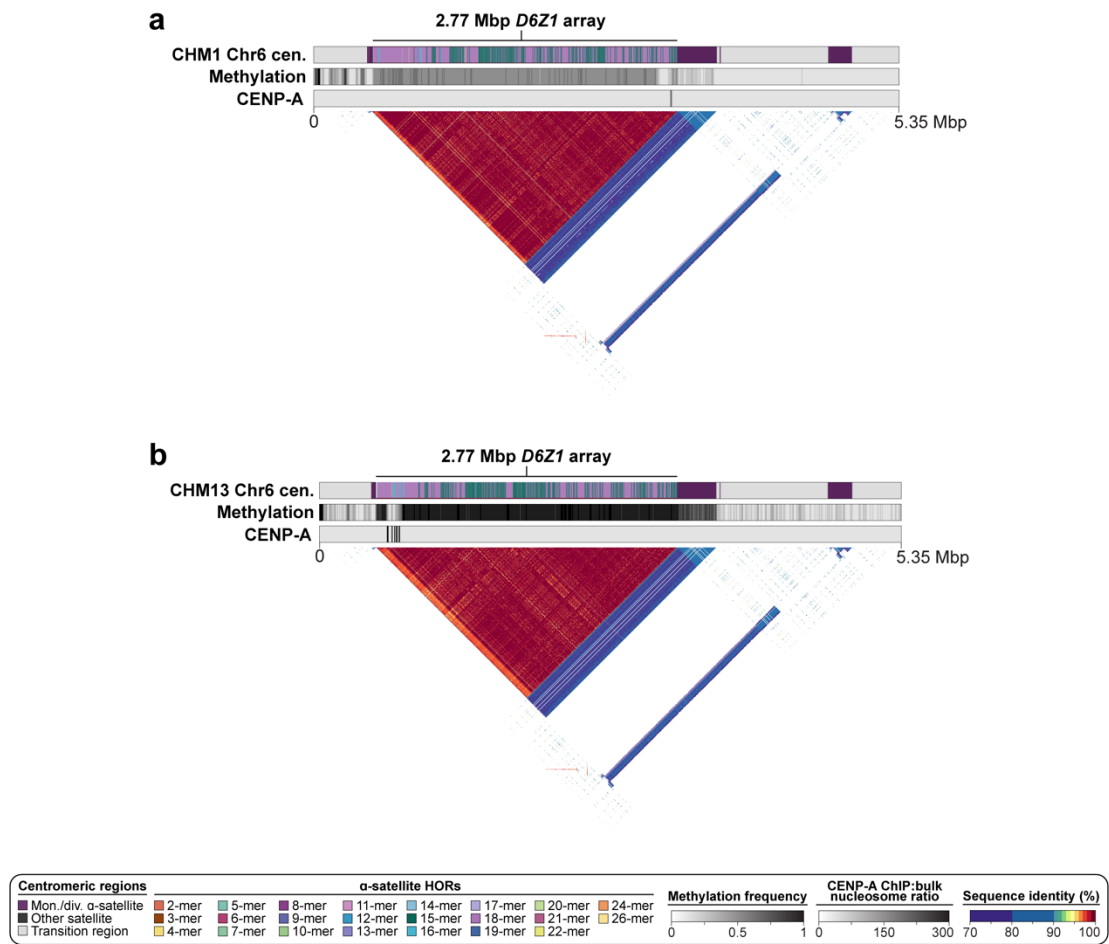 a
2.77 Mbp D6Z1 array
CHM1 Chr6 cen.
Methylation
CENP-A
0
5.35 Mbp
b
2.77 Mbp D6Z1 array
CHM13 Chr6 cen.
Methylation
CENP-A
0
5.35 Mbp
Centromeric regions
Mon./div. α-satellite
Other satellite
Transition region
α-satellite HORs
2-mer 5-mer 8-mer 11-mer 14-mer 17-mer 20-mer 24-mer
3-mer 6-mer 9-mer 12-mer 15-mer 18-mer 21-mer 26-mer
4-mer 7-mer 10-mer 13-mer 16-mer 19-mer 22-mer
Methylation frequency
0 0.5 1
CENP-A ChIP:bulk
nucleosome ratio
0 150 300
Sequence identity (%)
70 80 90 100